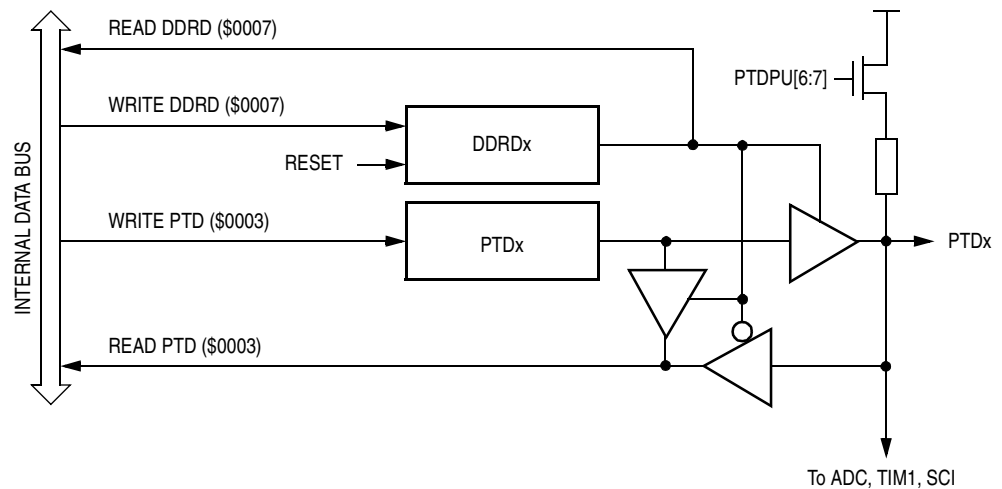 READ DDRD ($0007)
PTDPU[6:7]
WRITE DDRD ($0007)
DDRDx
RESET
INTERNAL DATA BUS
WRITE PTD ($0003)
PTDx
PTDx
READ PTD ($0003)
To ADC, TIM1, SCI